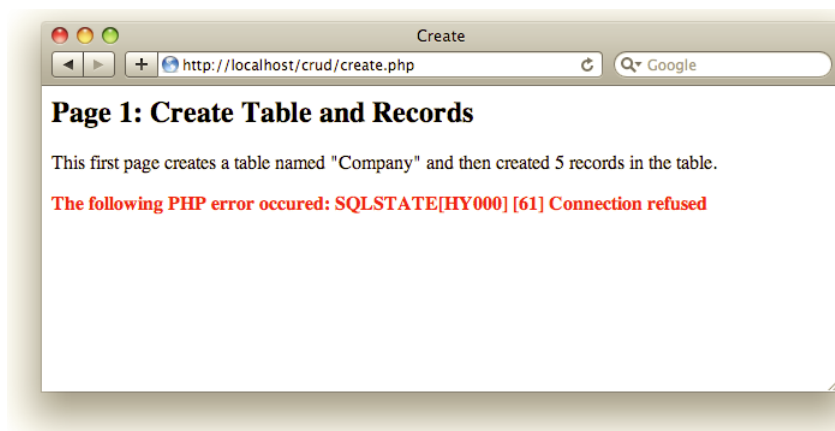 Create
http://localhost/crud/create.php
Google
Page 1: Create Table and Records
This first page creates a table named "Company" and then created 5 records in the table.
The following PHP error occured: SQLSTATE[HY000] [61] Connection refused